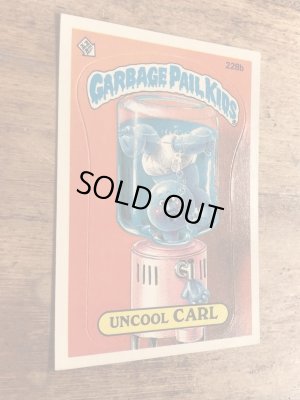 228b
GARBAGE PAIL KIDS
SOLD OUT
UNCOOL CARL